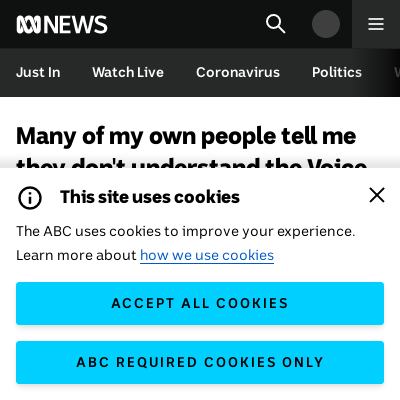 NEWS
Just In Watch Live Coronavirus Politics
Many of my own people tell me
they don't understand the Voice
This site uses cookies
The ABC uses cookies to improve your experience.
Learn more about how we use cookies
ACCEPT ALL COOKIES
ABC REQUIRED COOKIES ONLY